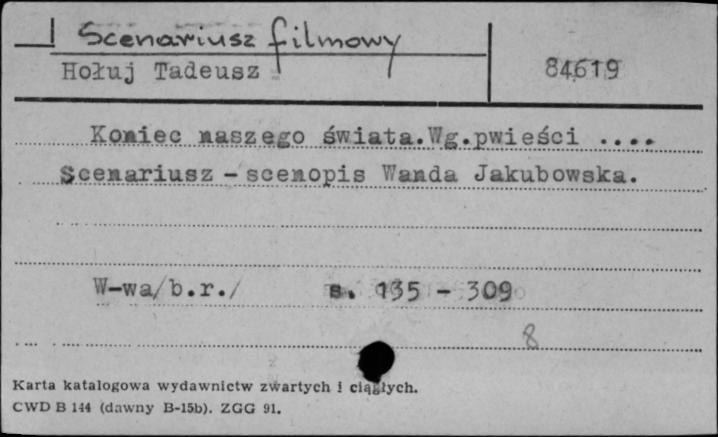 Scenariusz filmowy
Hołuj Tadeusz
84619
Koniec naszego świata.Wg.pwieści ....
Scenariusz - scenopis Wanda Jakubowska.
W-wa/b.r./ s. 135 - 309
8
Karta katalogowa wydawnictw zwartych i ciągłych.
CWD B 144 (dawny B-15b). ZGG 91.